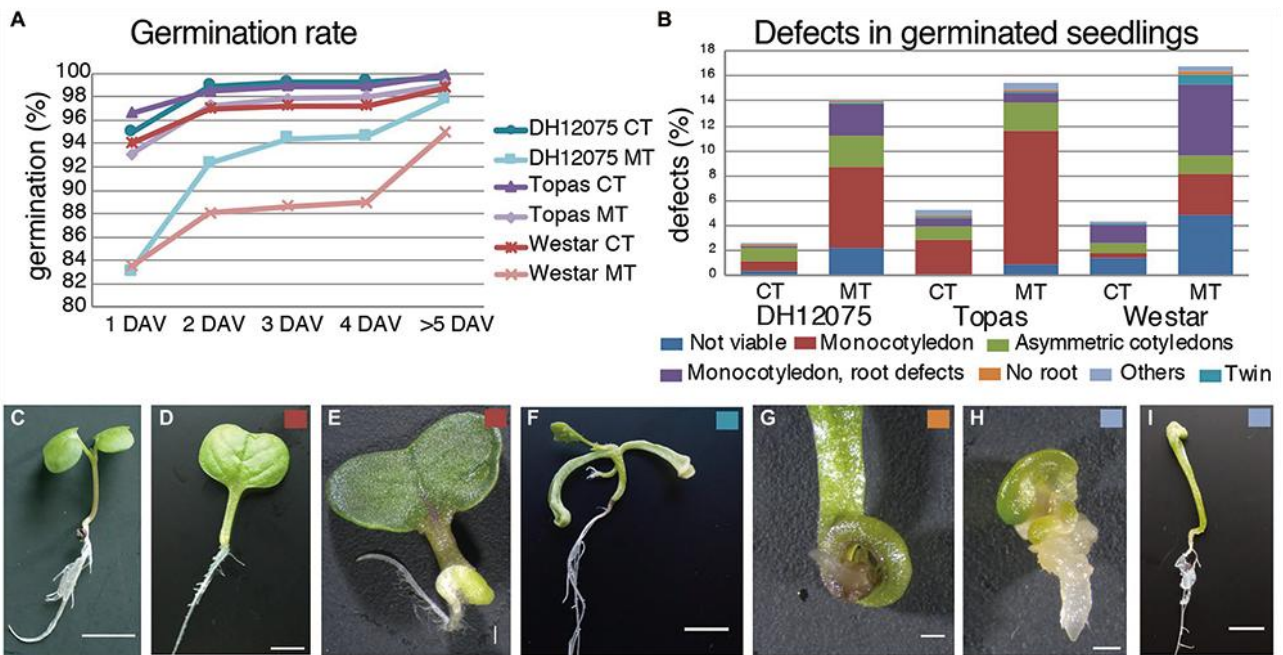 A
Germination rate
germination (%)
100
98
96
94
92
90
88
86
84
82
80
1 DAV 2 DAV 3 DAV 4 DAV >5 DAV
DH12075 CT
DH12075 MT
Topas CT
Topas MT
Westar CT
Westar MT
B
Defects in germinated seedlings
defects (%)
18
16
14
12
10
8
6
4
2
0
CT MT CT MT CT MT
DH12075 Topas Westar
Not viable Monocotyledon Asymmetric cotyledons
Monocotyledon, root defects No root Others Twin
C D E F G H I